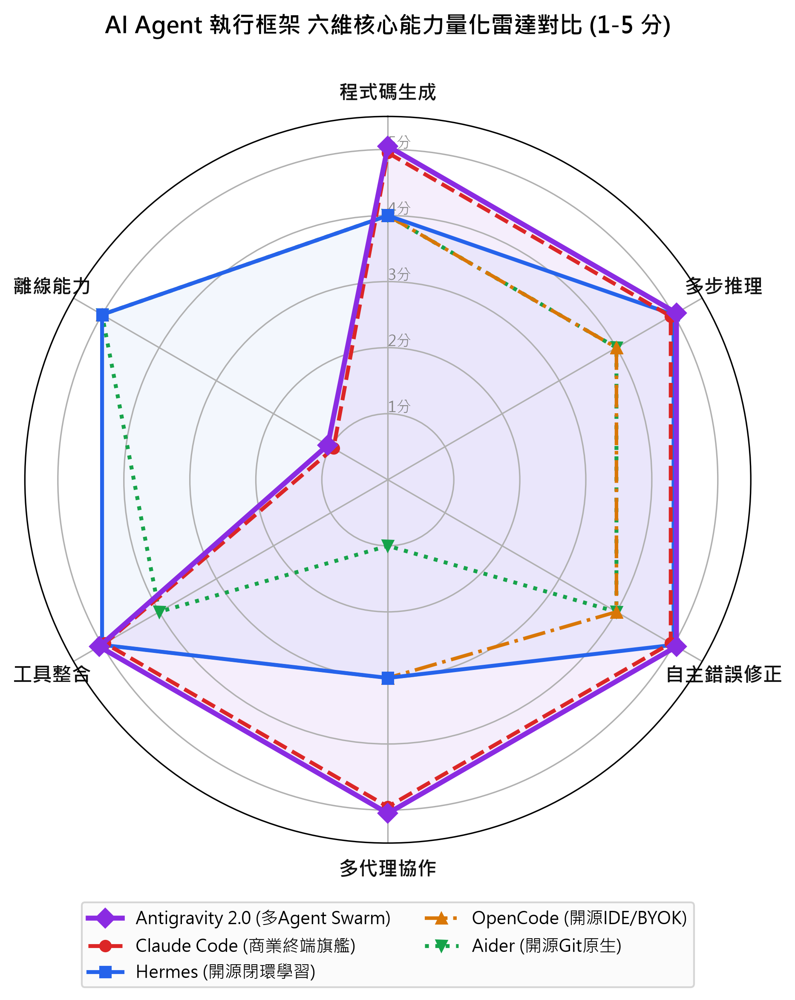 AI Agent 執行框架 六維核心能力量化雷達對比 (1-5 分)
程式碼生成
5分
4分
離線能力
多步推理
3分
2分
1分
工具整合
自主錯誤修正
多代理協作
Antigravity 2.0 (多Agent Swarm)
Claude Code (商業終端旗艦)
Hermes (開源閉環學習)
OpenCode (開源IDE/BYOK)
Aider (開源Git原生)